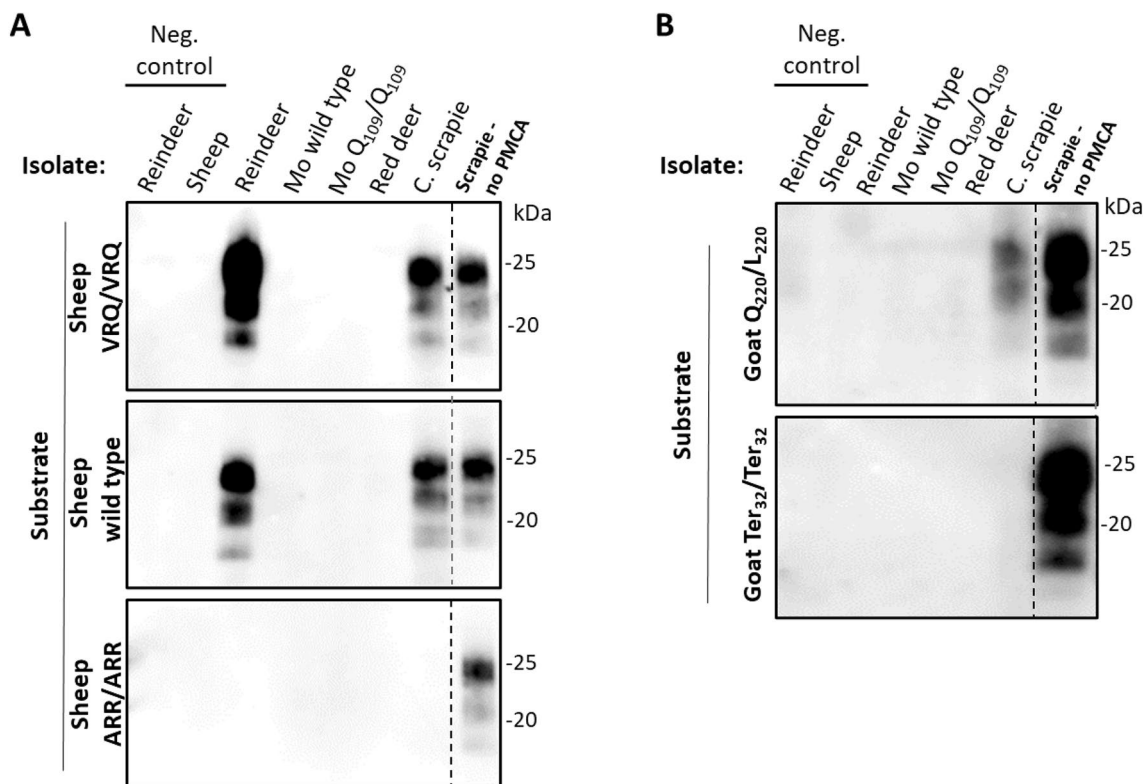 A
Neg.
control
Isolate:
Reindeer
Sheep
Reindeer
Mo wild type
Mo Q₁₀₉/Q₁₀₉
Red deer
C. scrapie
Scrapie -
no PMCA
kDa
Substrate
Sheep
VRQ/VRQ
-25
-20
Sheep
wild type
-25
-20
Sheep
ARR/ARR
-25
-20
B
Neg.
control
Isolate:
Reindeer
Sheep
Reindeer
Mo wild type
Mo Q₁₀₉/Q₁₀₉
Red deer
C. scrapie
Scrapie -
no PMCA
kDa
Substrate
Goat Q₂₂₀/L₂₂₀
-25
-20
Goat Ter₃₂/Ter₃₂
-25
-20